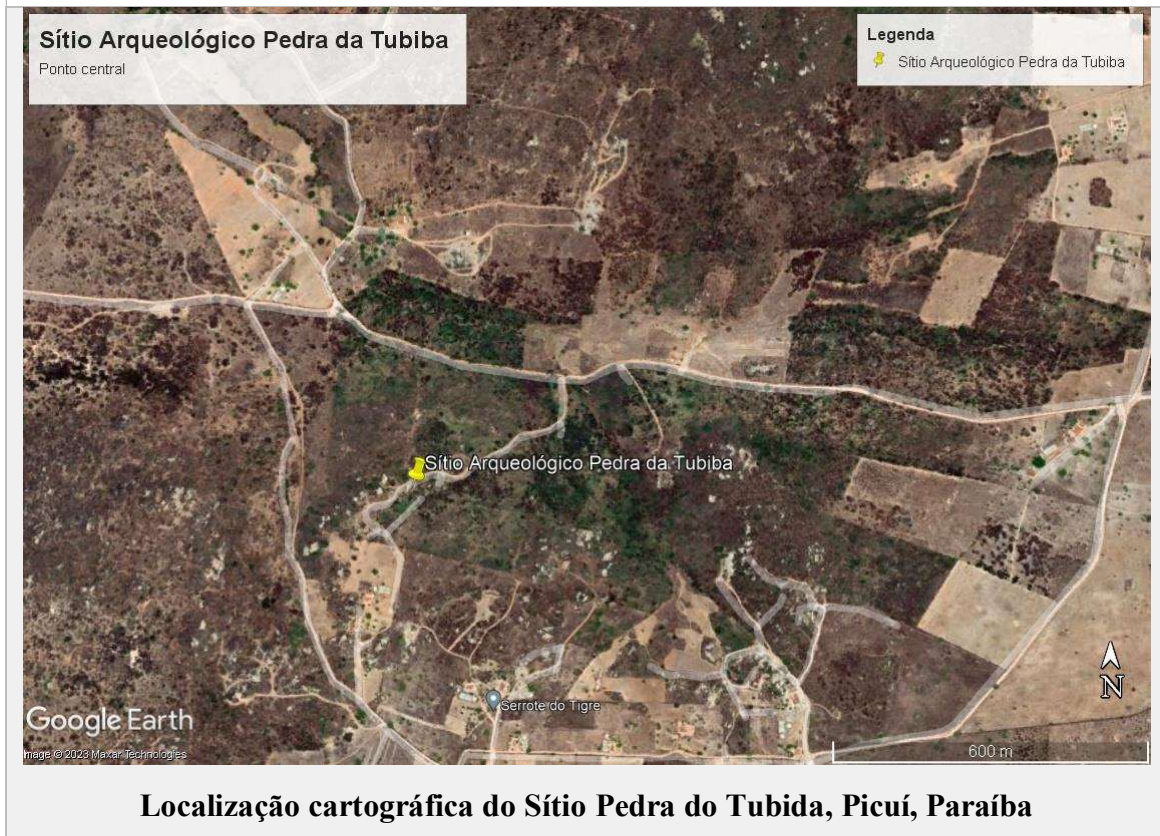 Sítio Arqueológico Pedra da Tubiba
Ponto central
Legenda
Sítio Arqueológico Pedra da Tubiba
Sítio Arqueológico Pedra da Tubiba
Serrote do Tigre
Google Earth
Image © 2023 Maxar Technologies
N
600 m
Localização cartográfica do Sítio Pedra do Tubida, Picuí, Paraíba